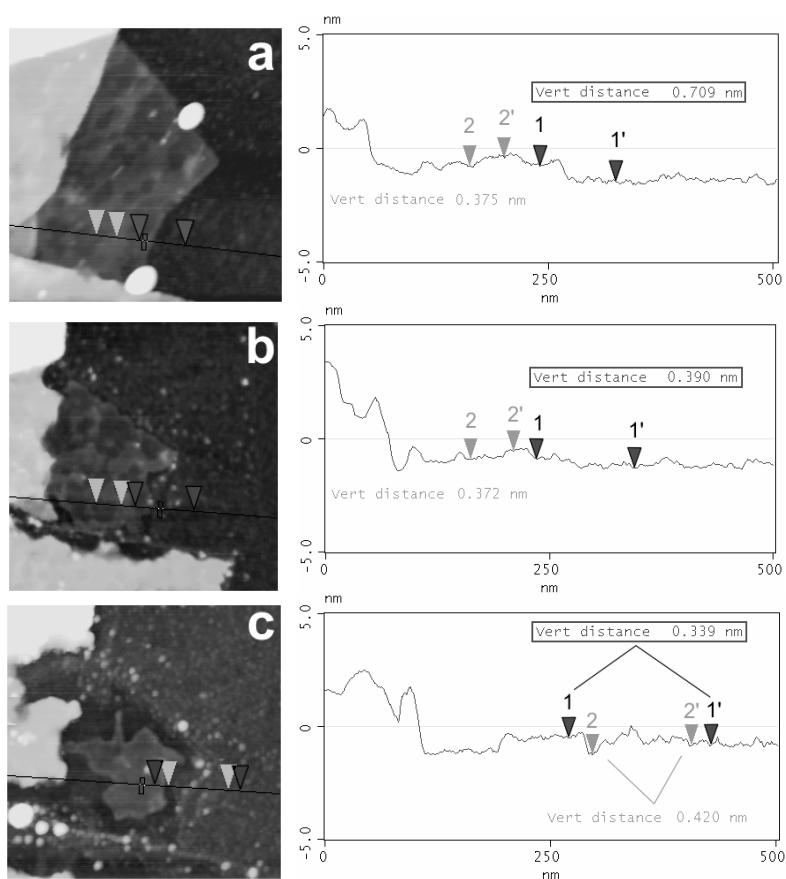 a
nm
5.0
Vert distance 0.709 nm
2 2' 1 1'
0
Vert distance 0.375 nm
-5.0
0 250 500
nm
b
nm
5.0
Vert distance 0.390 nm
2 2' 1 1'
0
Vert distance 0.372 nm
-5.0
0 250 500
nm
c
nm
5.0
Vert distance 0.339 nm
1 2 2' 1'
0
Vert distance 0.420 nm
-5.0
0 250 500
nm